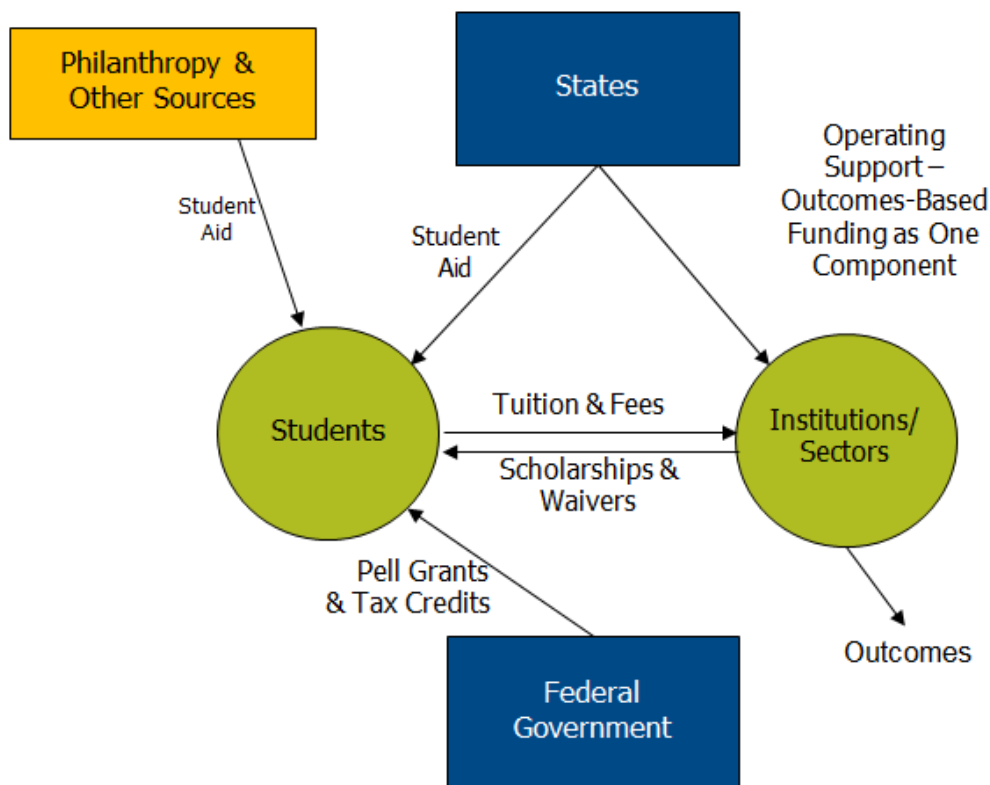 Philanthropy &
Other Sources
States
Operating
Support –
Outcomes-Based
Funding as One
Component
Student
Aid
Student
Aid
Students
Tuition & Fees
Scholarships &
Waivers
Institutions/
Sectors
Pell Grants
& Tax Credits
Outcomes
Federal
Government